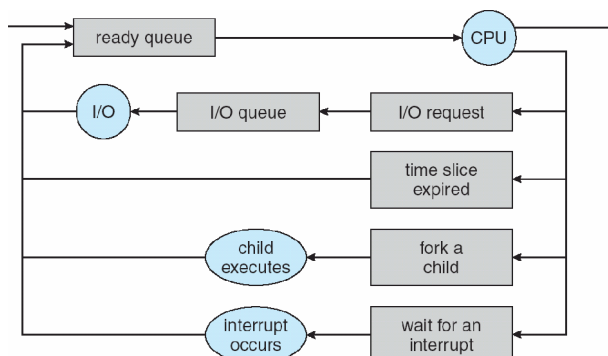 ready queue
CPU
I/O
I/O queue
I/O request
time slice
expired
child
executes
fork a
child
interrupt
occurs
wait for an
interrupt